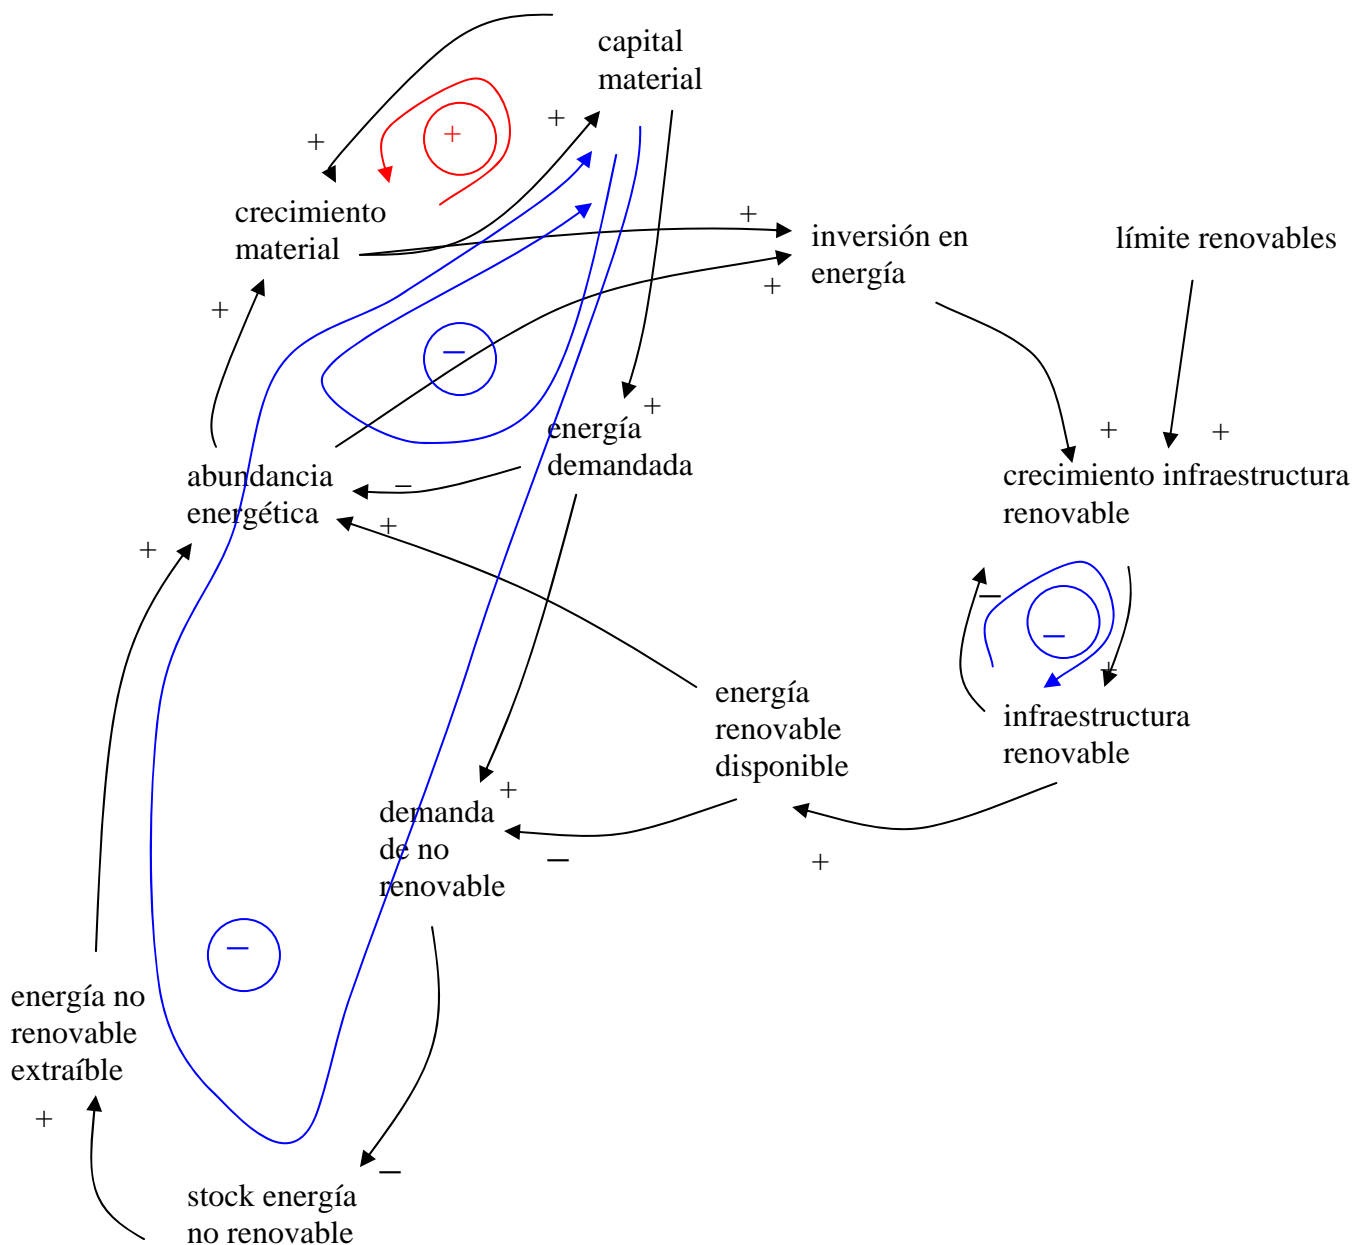 capital
material
+
+
+
crecimiento
material
+
inversión en
energía
límite renovables
+
+
−
+
energía
demandada
+
+
crecimiento infraestructura
renovable
abundancia
energética
−
+
+
−
−
+
energía
renovable
disponible
infraestructura
renovable
+
demanda
de no
renovable
−
+
−
energía no
renovable
extraíble
+
−
stock energía
no renovable